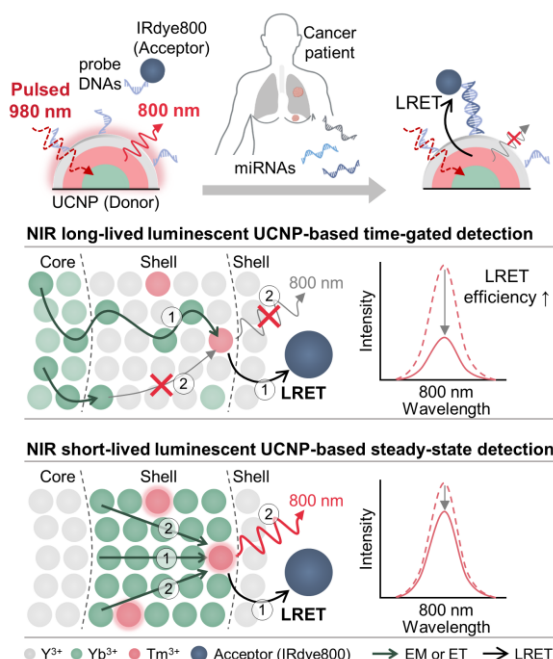 IRdye800
(Acceptor)
probe
DNAs
Pulsed
980 nm
800 nm
UCNP (Donor)
Cancer
patient
miRNAs
LRET
NIR long-lived luminescent UCNP-based time-gated detection
Core
Shell
Shell
1
2
2
800 nm
1
LRET
Intensity
LRET
efficiency ↑
800 nm
Wavelength
NIR short-lived luminescent UCNP-based steady-state detection
Core
Shell
Shell
2
1
2
2
800 nm
1
LRET
Intensity
800 nm
Wavelength
Y³⁺ Yb³⁺ Tm³⁺ Acceptor (IRdye800) EM or ET LRET